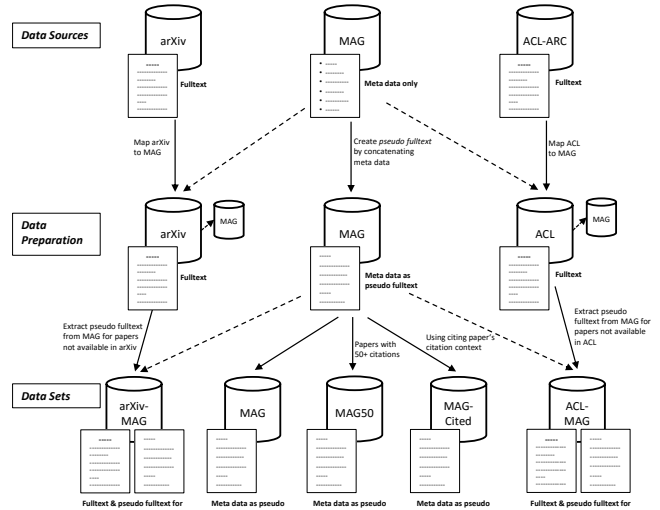 Data Sources
arXiv
MAG
ACL-ARC
Fulltext
Meta data only
Fulltext
Map arXiv
to MAG
Create pseudo fulltext
by concatenating
meta data
Map ACL
to MAG
Data
Preparation
arXiv
MAG
MAG
ACL
MAG
Fulltext
Meta data as
pseudo fulltext
Fulltext
Extract pseudo fulltext
from MAG for papers
not available in arXiv
Papers with
50+ citations
Using citing paper's
citation context
Extract pseudo
fulltext from MAG for
papers not available
in ACL
Data Sets
arXiv-
MAG
MAG
MAG50
MAG-
Cited
ACL-
MAG
Fulltext & pseudo fulltext for
Meta data as pseudo
Meta data as pseudo
Meta data as pseudo
Fulltext & pseudo fulltext for